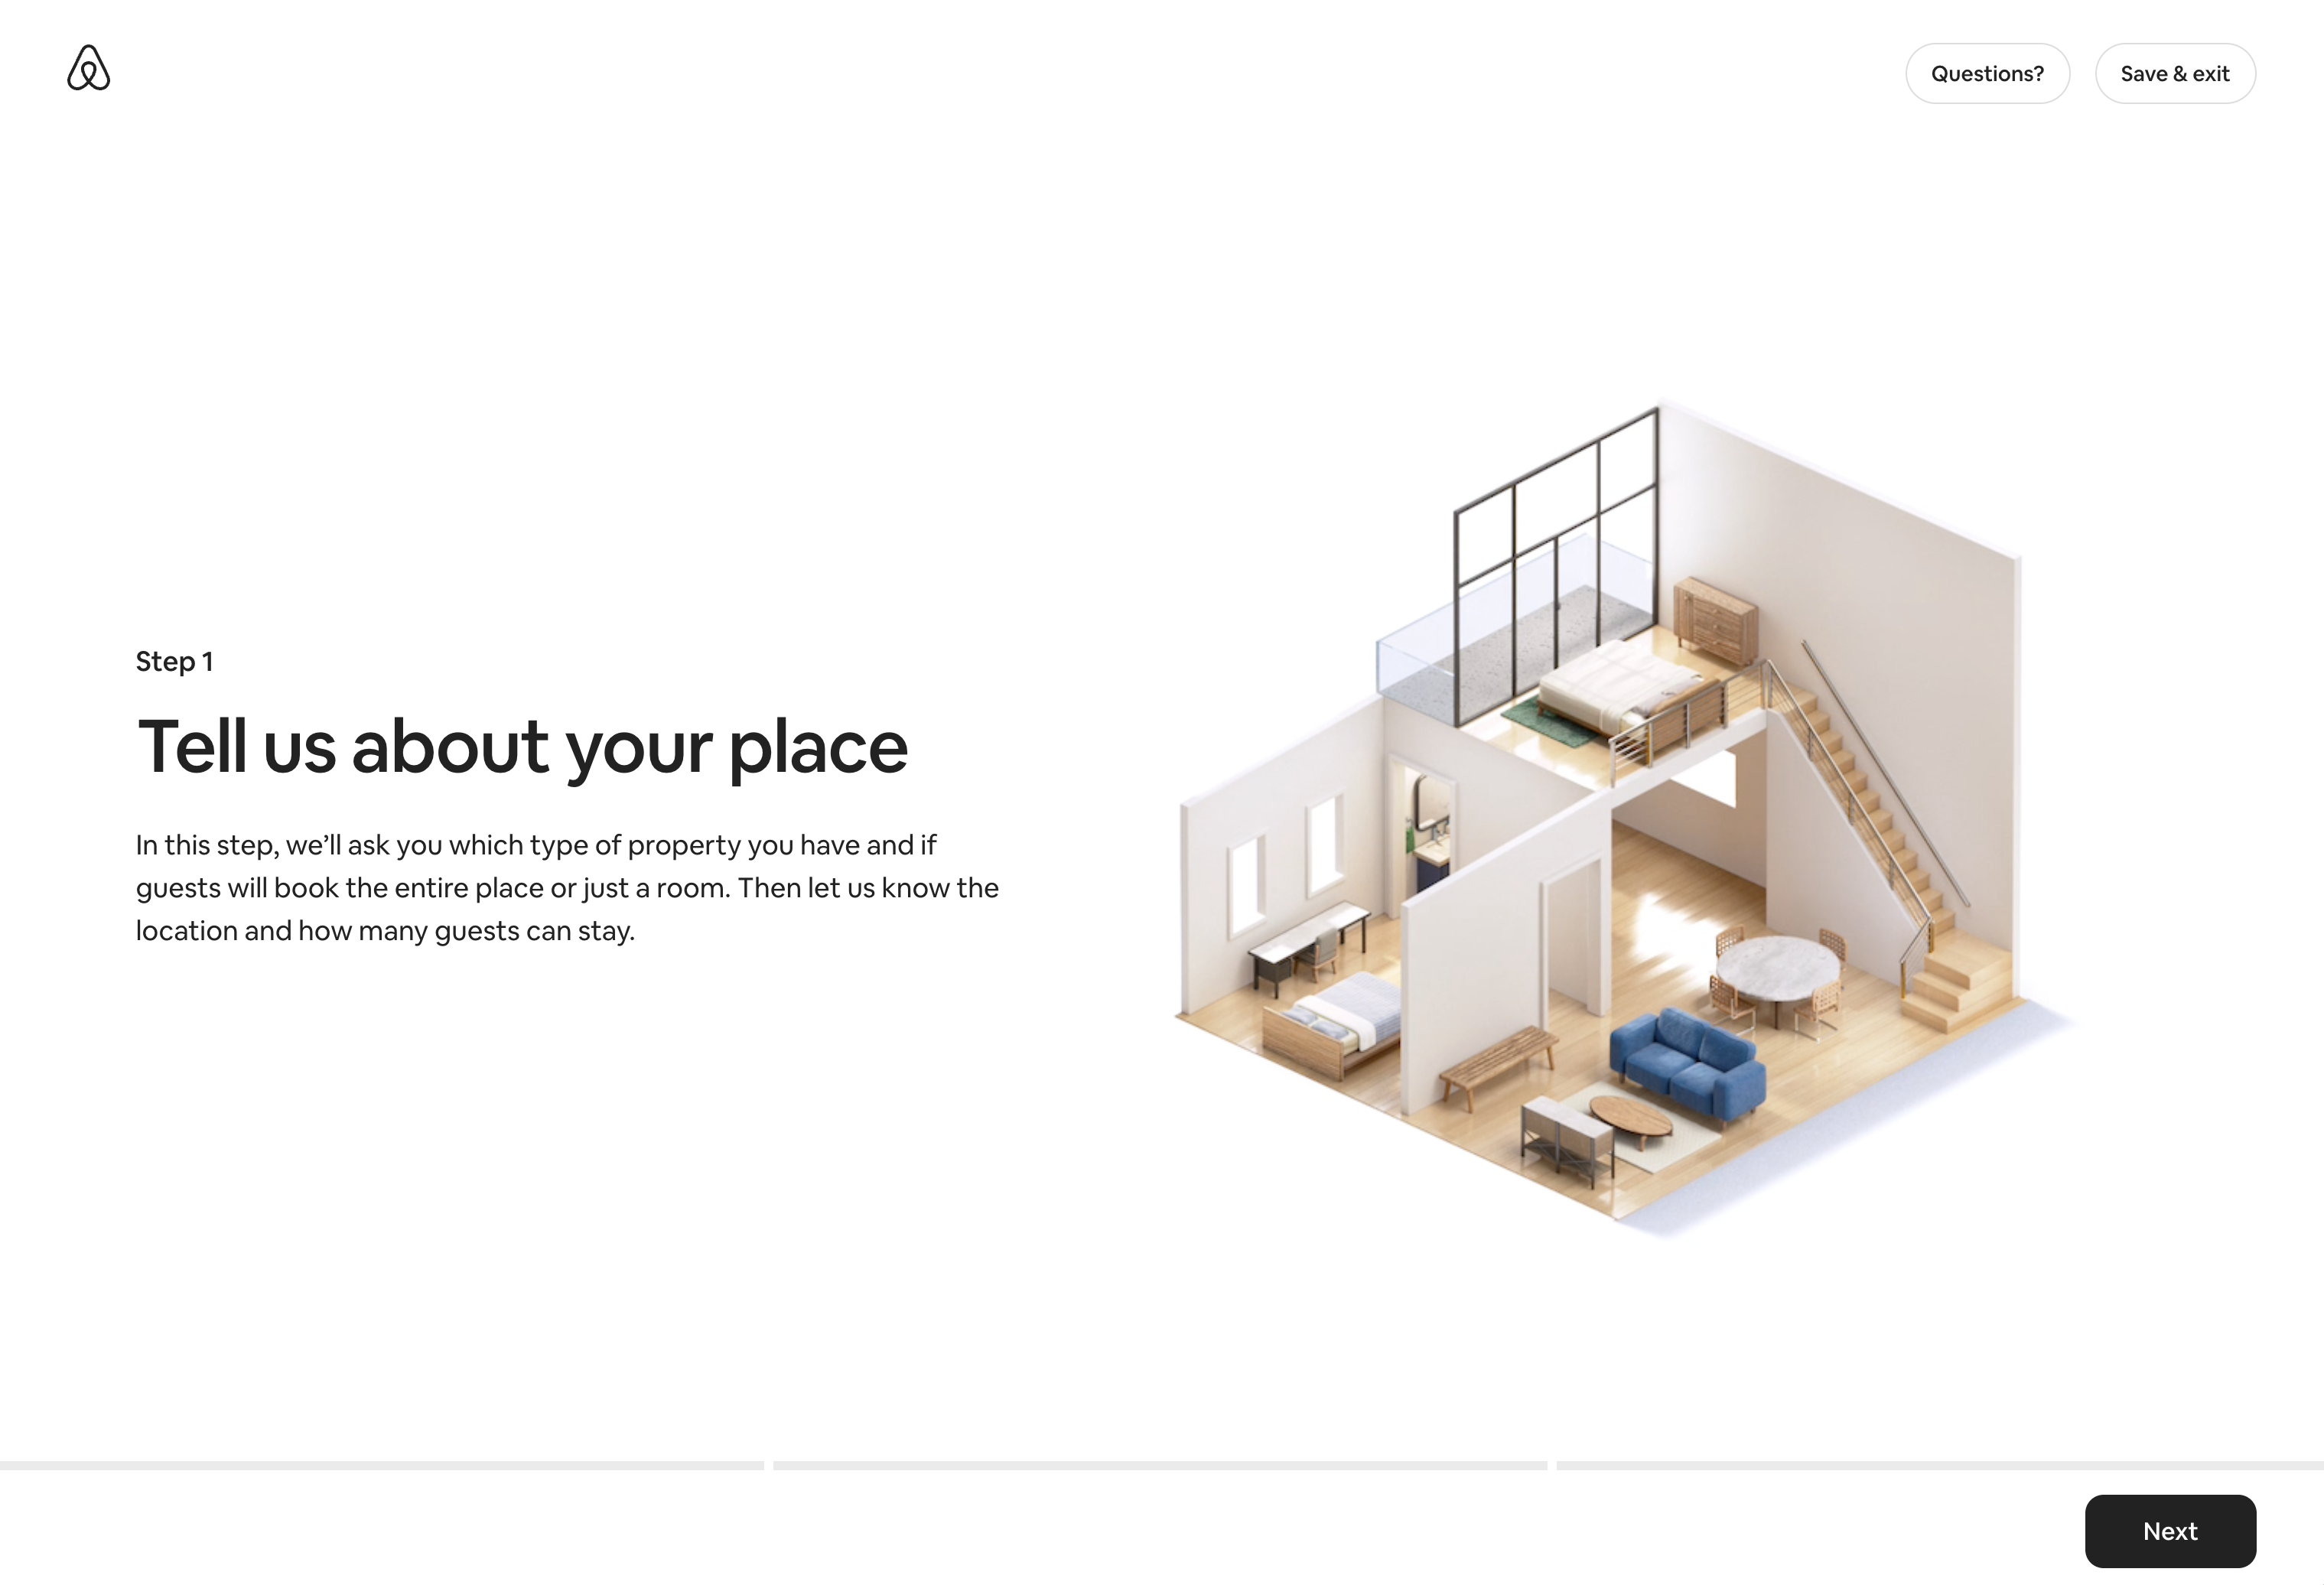 Questions?
Save & exit
Step 1
Tell us about your place
In this step, we’ll ask you which type of property you have and if
guests will book the entire place or just a room. Then let us know the
location and how many guests can stay.
Next